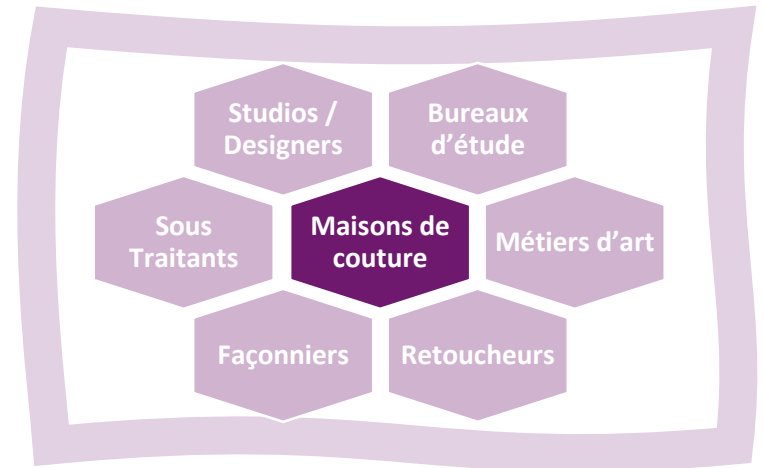 Studios /
Designers
Bureaux
d'étude
Sous
Traitants
Maisons de
couture
Métiers d'art
Façonniers
Retoucheurs